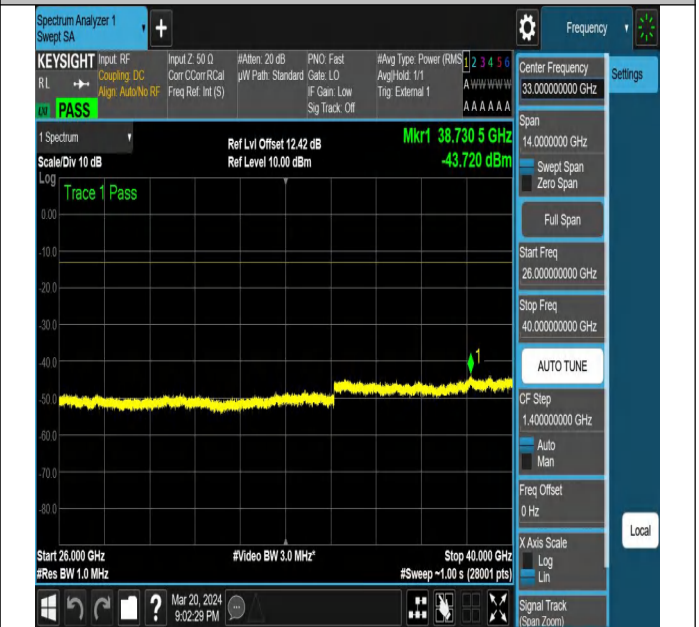 Spectrum Analyzer 1
Swept SA
+
Frequency
KEYSIGHT
RL
PASS
Input: RF
Coupling: DC
Align: Auto/No RF
Input Z: 50 Ω
Corr CCorr RCal
Freq Ref: Int (S)
#Atten: 20 dB
µW Path: Standard
PNO: Fast
Gate: LO
IF Gain: Low
Sig Track: Off
#Avg Type: Power (RMS
Avg|Hold: 1/1
Trig: External 1
1 2 3 4 5 6
A W W W W W
A A A A A A
Center Frequency
33.000000000 GHz
Settings
1 Spectrum
Scale/Div 10 dB
Ref Lvl Offset 12.42 dB
Ref Level 10.00 dBm
Mkr1 38.730 5 GHz
-43.720 dBm
Log
Trace 1 Pass
0.00
-10.0
-20.0
-30.0
-40.0
-50.0
-60.0
-70.0
-80.0
1
Span
14.0000000 GHz
Swept Span
Zero Span
Full Span
Start Freq
26.000000000 GHz
Stop Freq
40.000000000 GHz
AUTO TUNE
CF Step
1.400000000 GHz
Auto
Man
Freq Offset
0 Hz
X Axis Scale
Log
Lin
Signal Track
(Span Zoom)
Local
Start 26.000 GHz
#Res BW 1.0 MHz
#Video BW 3.0 MHz*
Stop 40.000 GHz
#Sweep ~1.00 s (28001 pts)
?
Mar 20, 2024
9:02:29 PM